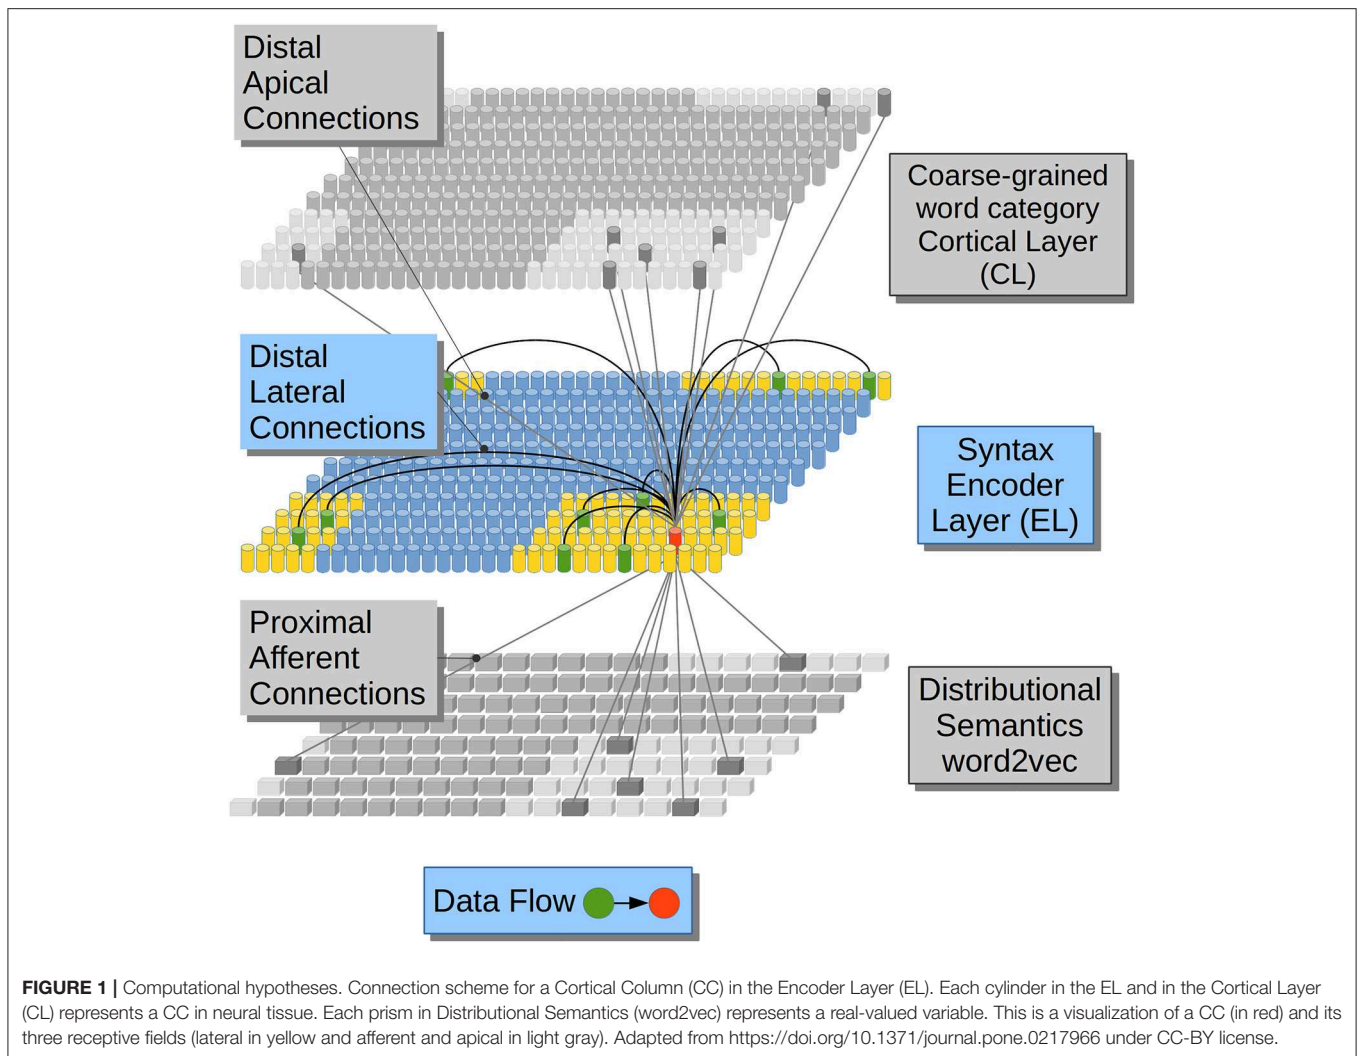 Distal
Apical
Connections
Coarse-grained
word category
Cortical Layer
(CL)
Distal
Lateral
Connections
Syntax
Encoder
Layer (EL)
Proximal
Afferent
Connections
Distributional
Semantics
word2vec
Data Flow
FIGURE 1 | Computational hypotheses. Connection scheme for a Cortical Column (CC) in the Encoder Layer (EL). Each cylinder in the EL and in the Cortical Layer
(CL) represents a CC in neural tissue. Each prism in Distributional Semantics (word2vec) represents a real-valued variable. This is a visualization of a CC (in red) and its
three receptive fields (lateral in yellow and afferent and apical in light gray). Adapted from https://doi.org/10.1371/journal.pone.0217966 under CC-BY license.